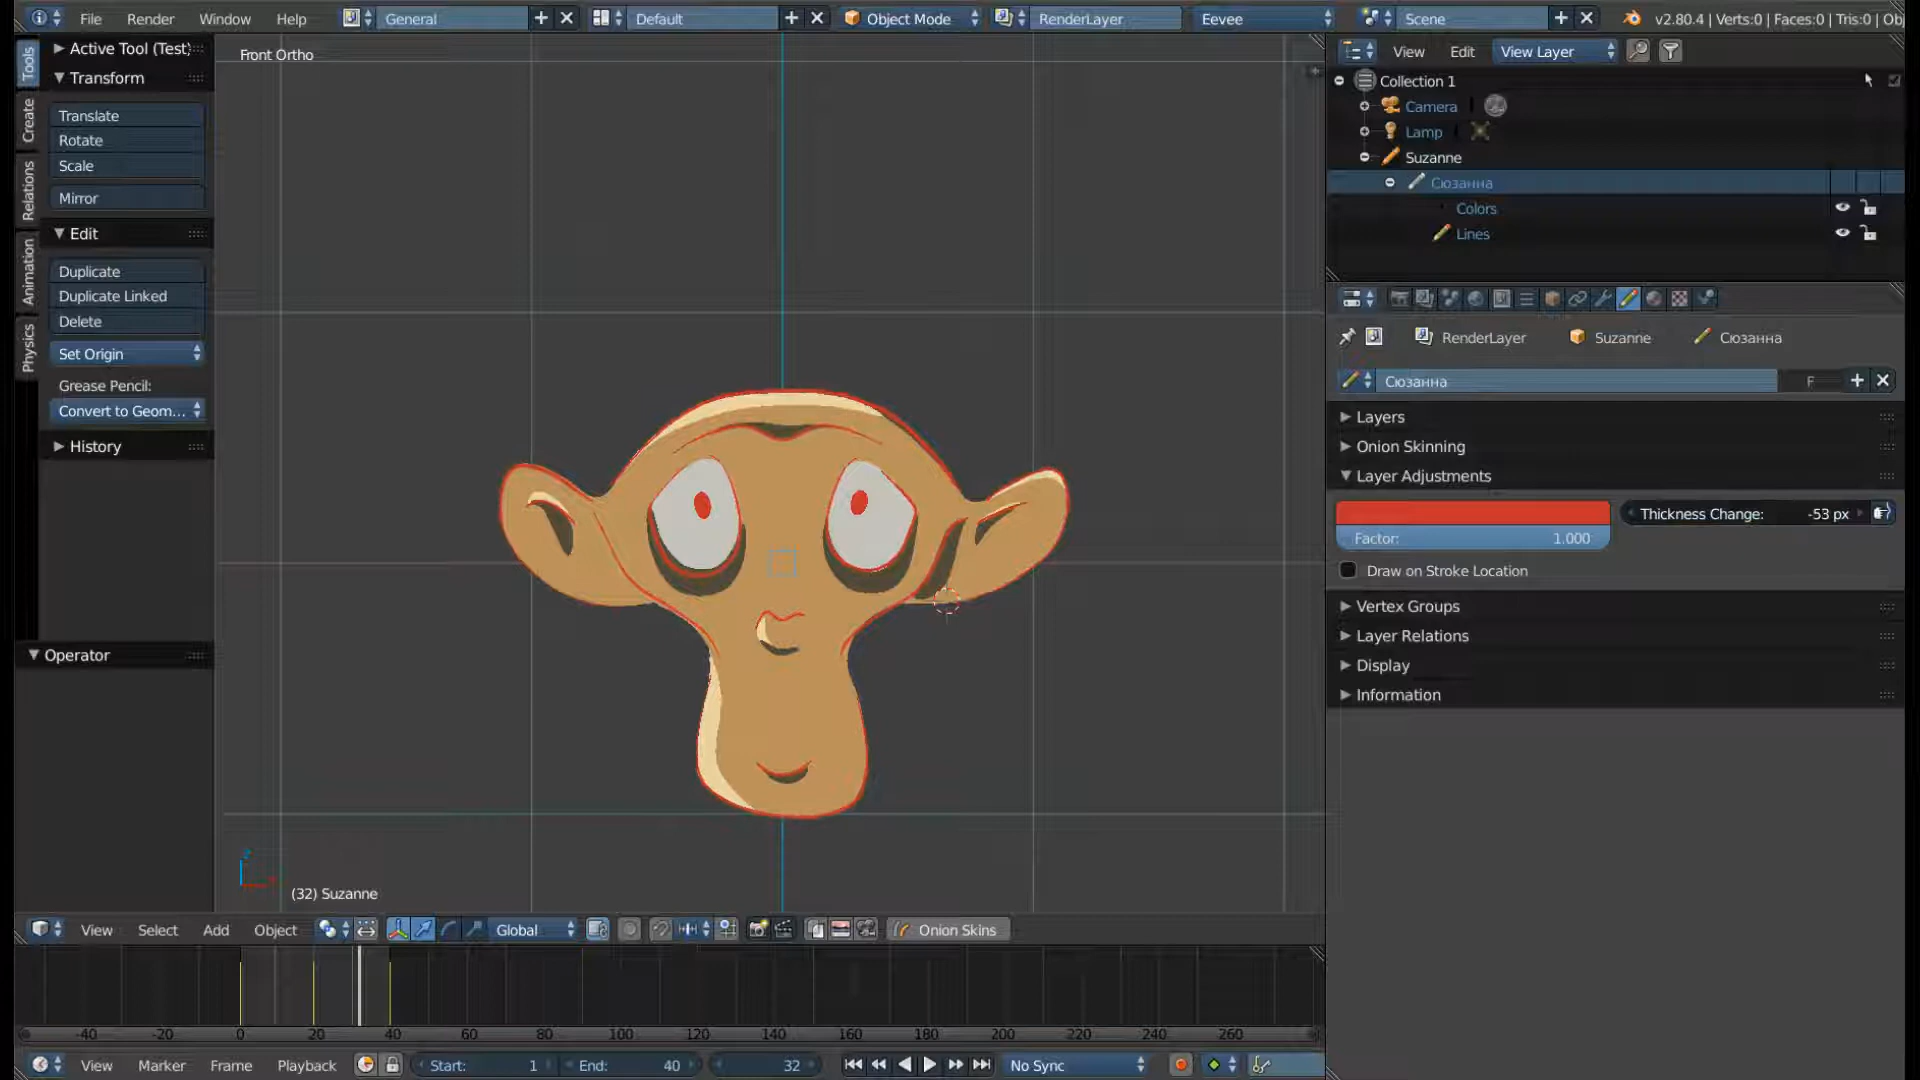 File Render Window Help General Default Object Mode RenderLayer Eevee Scene v2.80.4 | Verts:0 | Faces:0 | Tris:0 | Obj
Tools
Create
Relations
Animation
Physics
Active Tool (Test)
Transform
Translate
Rotate
Scale
Mirror
Edit
Duplicate
Duplicate Linked
Delete
Set Origin
Grease Pencil:
Convert to Geom...
History
Operator
Front Ortho
(32) Suzanne
View Edit View Layer
Collection 1
Camera
Lamp
Suzanne
Сюзанна
Colors
Lines
RenderLayer Suzanne Сюзанна
Сюзанна F
Layers
Onion Skinning
Layer Adjustments
Thickness Change: -53 px
Factor: 1.000
Draw on Stroke Location
Vertex Groups
Layer Relations
Display
Information
View Select Add Object Global Onion Skins
-40 -20 0 20 40 60 80 100 120 140 160 180 200 220 240 260
View Marker Frame Playback Start: 1 End: 40 32 No Sync